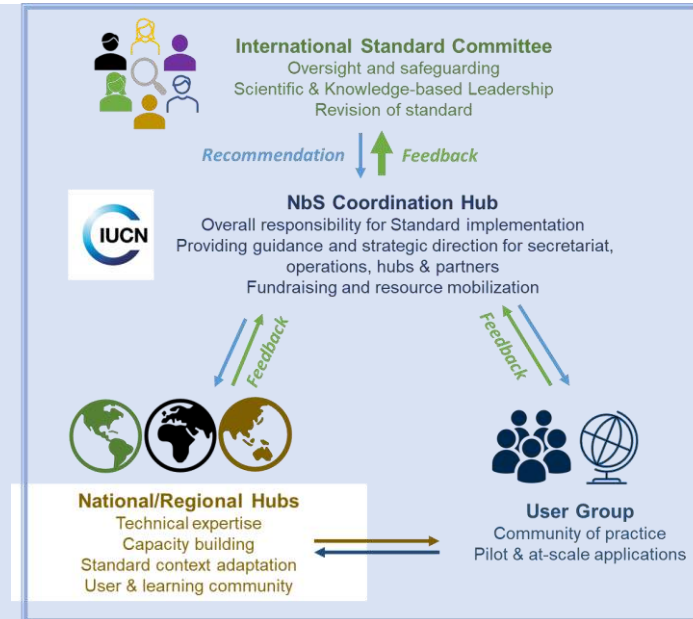 International Standard Committee
Oversight and safeguarding
Scientific & Knowledge-based Leadership
Revision of standard
Recommendation
Feedback
NbS Coordination Hub
IUCN
Overall responsibility for Standard implementation
Providing guidance and strategic direction for secretariat,
operations, hubs & partners
Fundraising and resource mobilization
Feedback
Feedback
National/Regional Hubs
Technical expertise
Capacity building
Standard context adaptation
User & learning community
User Group
Community of practice
Pilot & at-scale applications